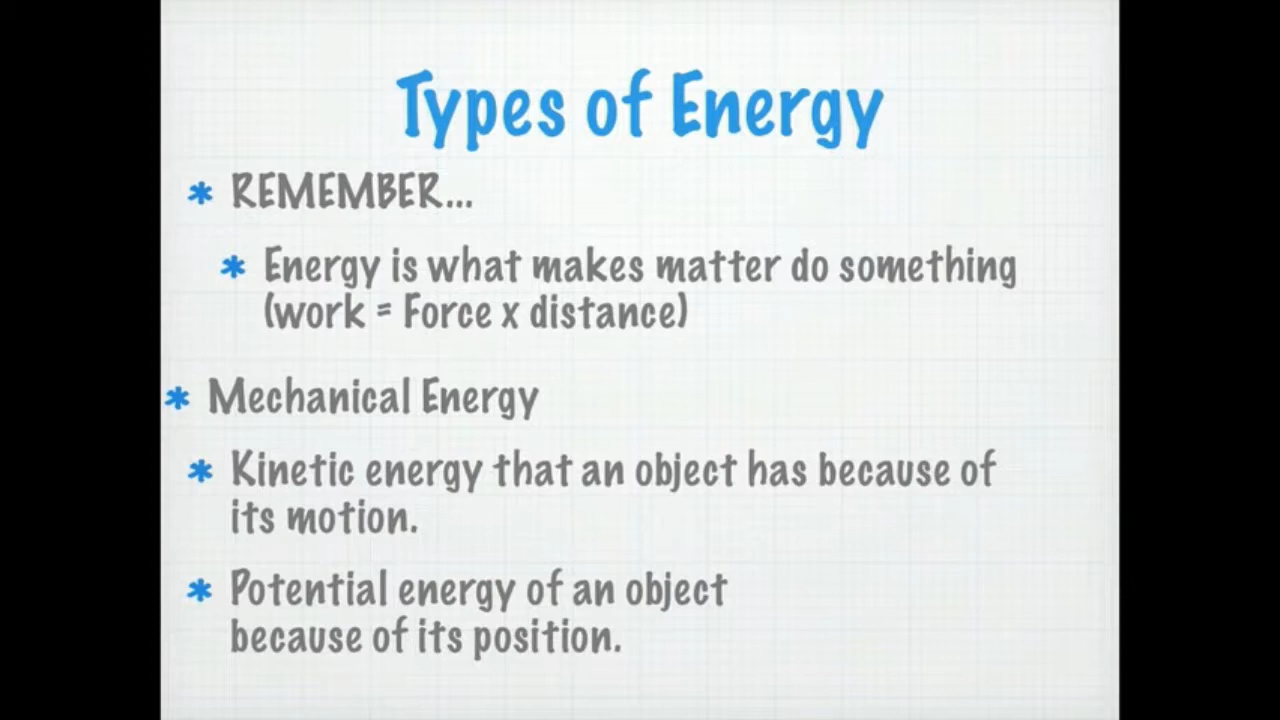 Types of Energy
* REMEMBER...
* Energy is what makes matter do something
(work = Force x distance)
* Mechanical Energy
* Kinetic energy that an object has because of
its motion.
* Potential energy of an object
because of its position.